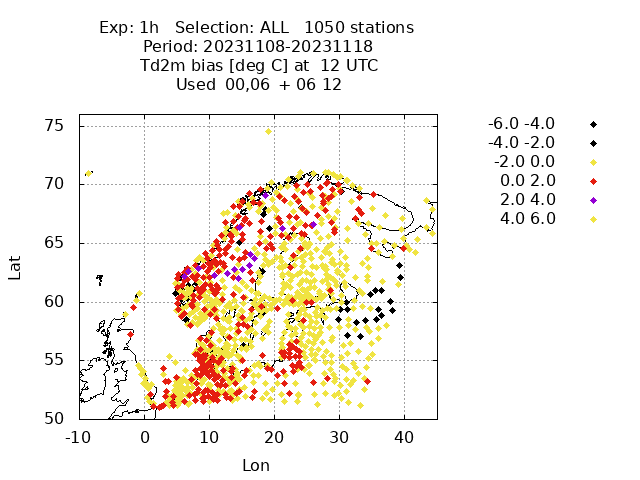 Exp: 1h   Selection: ALL   1050 stations
Period: 20231108-20231118
Td2m bias [deg C] at  12 UTC
Used  00,06  + 06 12
-6.0 -4.0
-4.0 -2.0
-2.0 0.0
0.0 2.0
2.0 4.0
4.0 6.0
75
70
65
60
55
50
Lat
-10 0 10 20 30 40
Lon